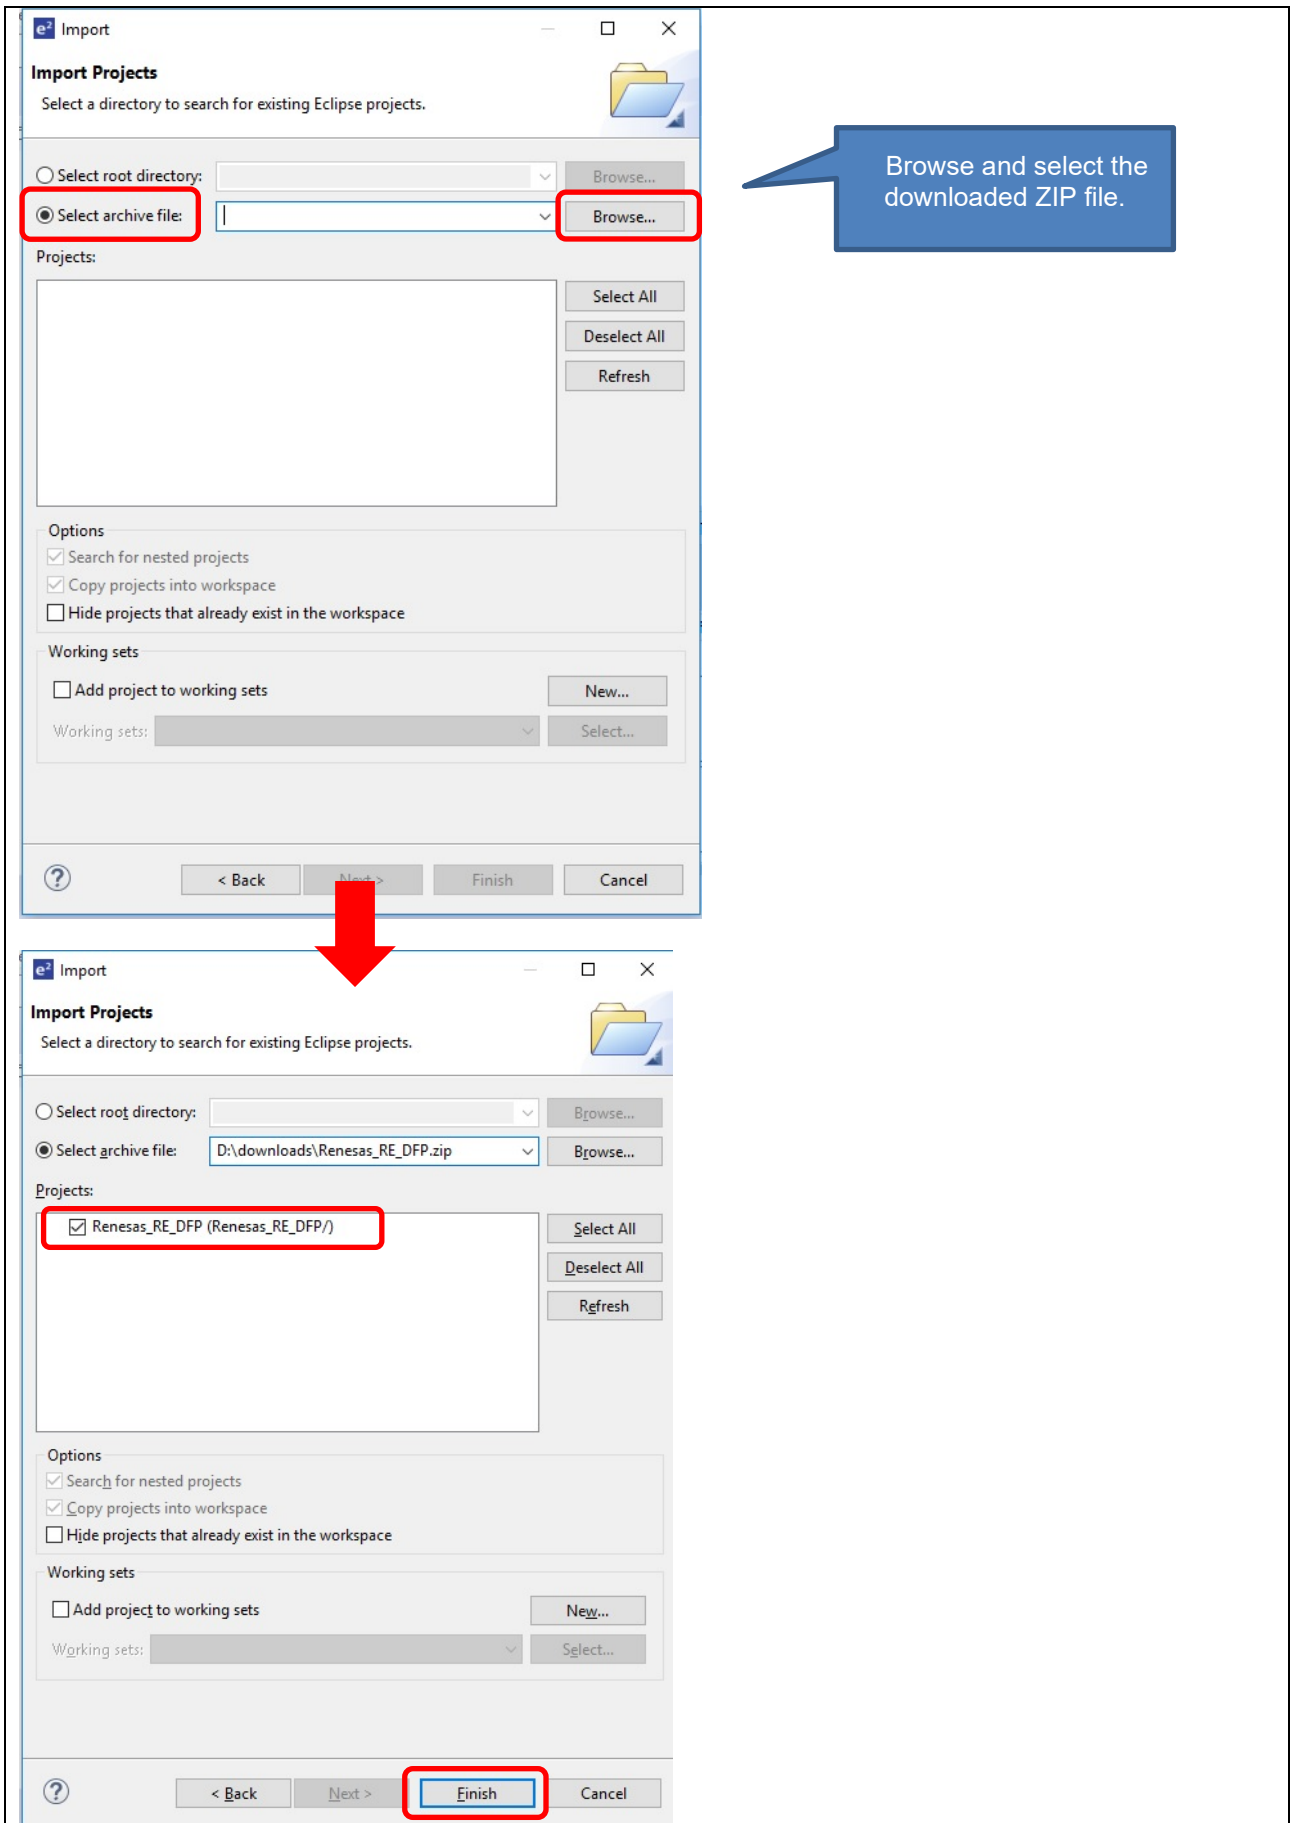 e² Import
Import Projects
Select a directory to search for existing Eclipse projects.
Select root directory: Browse...
Select archive file: Browse...
Browse and select the
downloaded ZIP file.
Projects:
Select All
Deselect All
Refresh
Options
Search for nested projects
Copy projects into workspace
Hide projects that already exist in the workspace
Working sets
Add project to working sets New...
Working sets: Select...
? < Back Next > Finish Cancel
e² Import
Import Projects
Select a directory to search for existing Eclipse projects.
Select root directory: Browse...
Select archive file: D:\downloads\Renesas_RE_DFP.zip Browse...
Projects:
Renesas_RE_DFP (Renesas_RE_DFP/)
Select All
Deselect All
Refresh
Options
Search for nested projects
Copy projects into workspace
Hide projects that already exist in the workspace
Working sets
Add project to working sets New...
Working sets: Select...
? < Back Next > Finish Cancel